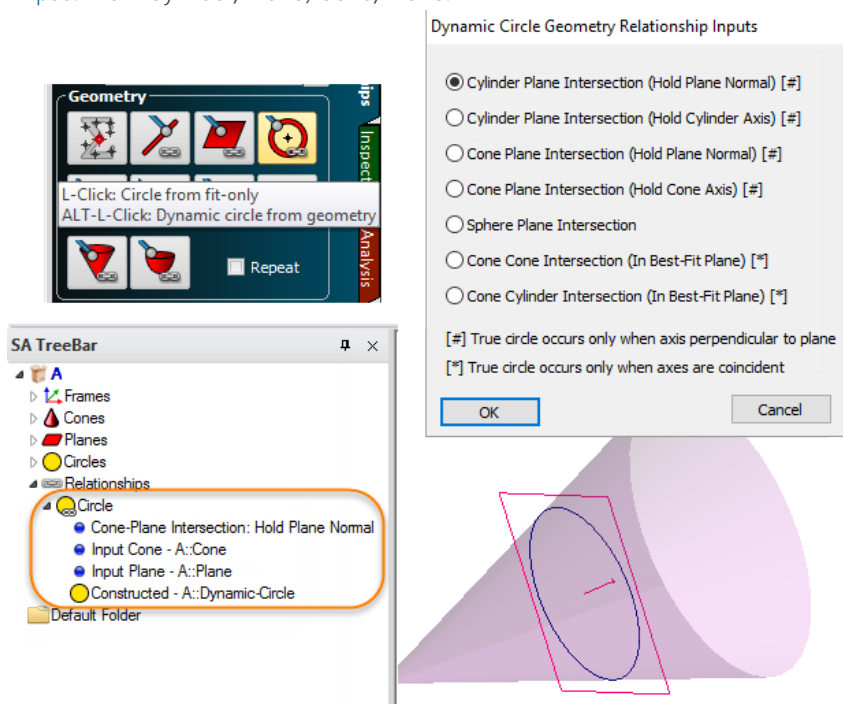 Dynamic Circle Geometry Relationship Inputs
Geometry
L-Click: Circle from fit-only
ALT-L-Click: Dynamic circle from geometry
Repeat
Inspect
Analysis
Cylinder Plane Intersection (Hold Plane Normal) [#]
Cylinder Plane Intersection (Hold Cylinder Axis) [#]
Cone Plane Intersection (Hold Plane Normal) [#]
Cone Plane Intersection (Hold Cone Axis) [#]
Sphere Plane Intersection
Cone Cone Intersection (In Best-Fit Plane) [*]
Cone Cylinder Intersection (In Best-Fit Plane) [*]
[#] True circle occurs only when axis perpendicular to plane
[*] True circle occurs only when axes are coincident
OK
Cancel
SA TreeBar
A
Frames
Cones
Planes
Circles
Relationships
Circle
Cone-Plane Intersection: Hold Plane Normal
Input Cone - A::Cone
Input Plane - A::Plane
Constructed - A::Dynamic-Circle
Default Folder